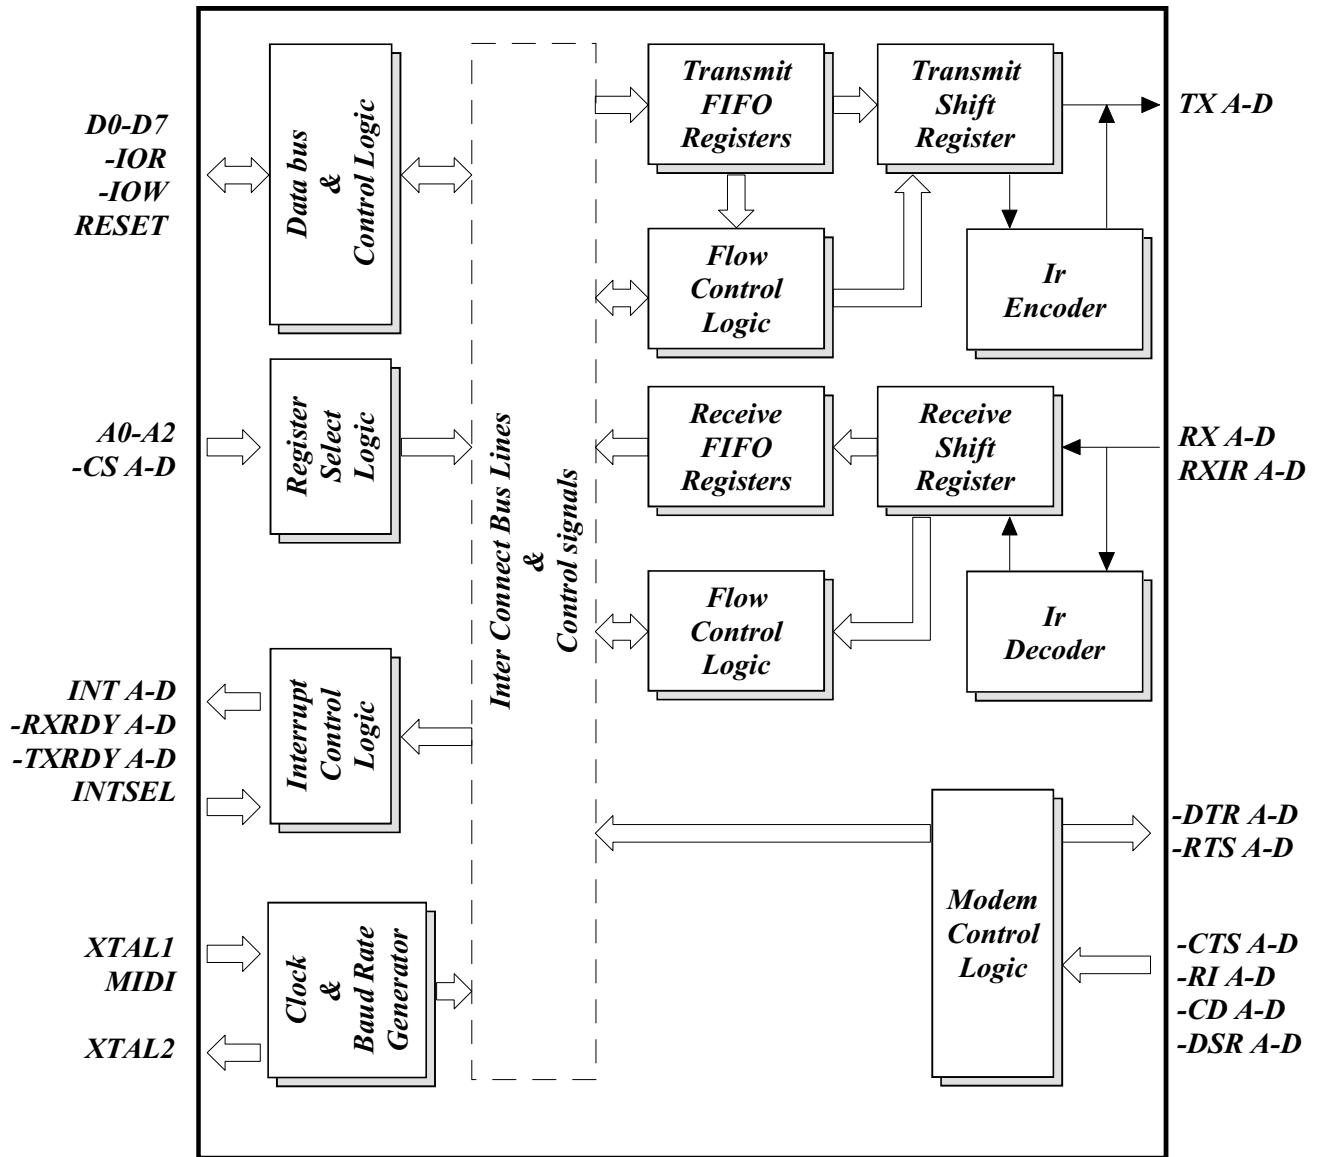 D0-D7
-IOR
-IOW
RESET
Data bus
&
Control Logic
A0-A2
-CS A-D
Register
Select
Logic
INT A-D
-RXRDY A-D
-TXRDY A-D
INTSEL
Interrupt
Control
Logic
XTAL1
MIDI
XTAL2
Clock
&
Baud Rate
Generator
Inter Connect Bus Lines
&
Control signals
Transmit
FIFO
Registers
Transmit
Shift
Register
TX A-D
Flow
Control
Logic
Ir
Encoder
Receive
FIFO
Registers
Receive
Shift
Register
RX A-D
RXIR A-D
Flow
Control
Logic
Ir
Decoder
Modem
Control
Logic
-DTR A-D
-RTS A-D
-CTS A-D
-RI A-D
-CD A-D
-DSR A-D